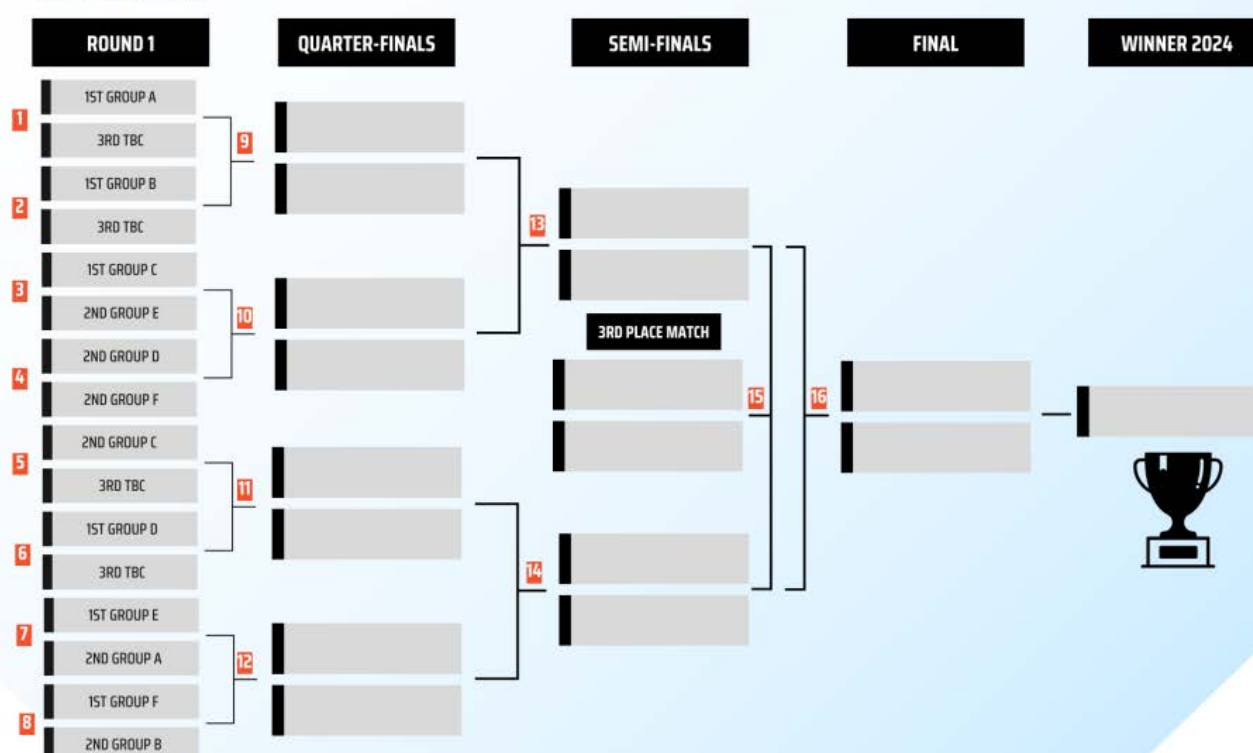 ROUND 1
QUARTER-FINALS
SEMI-FINALS
FINAL
WINNER 2024
1
1ST GROUP A
3RD TBC
2
1ST GROUP B
3RD TBC
3
1ST GROUP C
2ND GROUP E
4
2ND GROUP D
2ND GROUP F
5
2ND GROUP C
3RD TBC
6
1ST GROUP D
3RD TBC
7
1ST GROUP E
2ND GROUP A
8
1ST GROUP F
2ND GROUP B
9
10
11
12
13
3RD PLACE MATCH
14
15
16